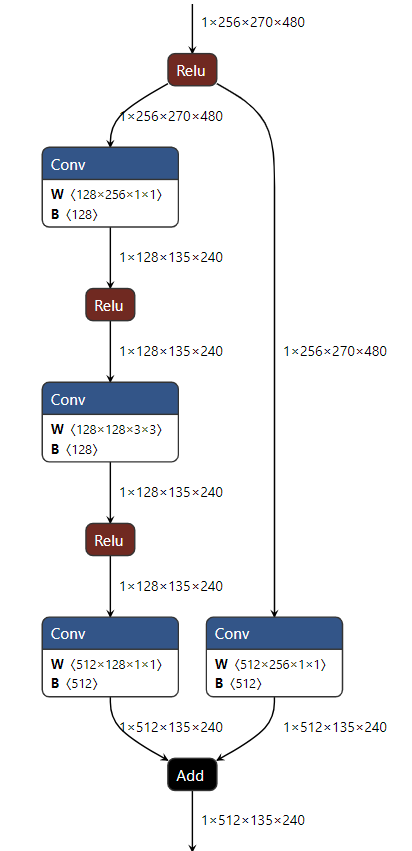 1×256×270×480
Relu
1×256×270×480
Conv
W ⟨128×256×1×1⟩
B ⟨128⟩
1×128×135×240
Relu
1×128×135×240
1×256×270×480
Conv
W ⟨128×128×3×3⟩
B ⟨128⟩
1×128×135×240
Relu
1×128×135×240
Conv
W ⟨512×128×1×1⟩
B ⟨512⟩
Conv
W ⟨512×256×1×1⟩
B ⟨512⟩
1×512×135×240
1×512×135×240
Add
1×512×135×240